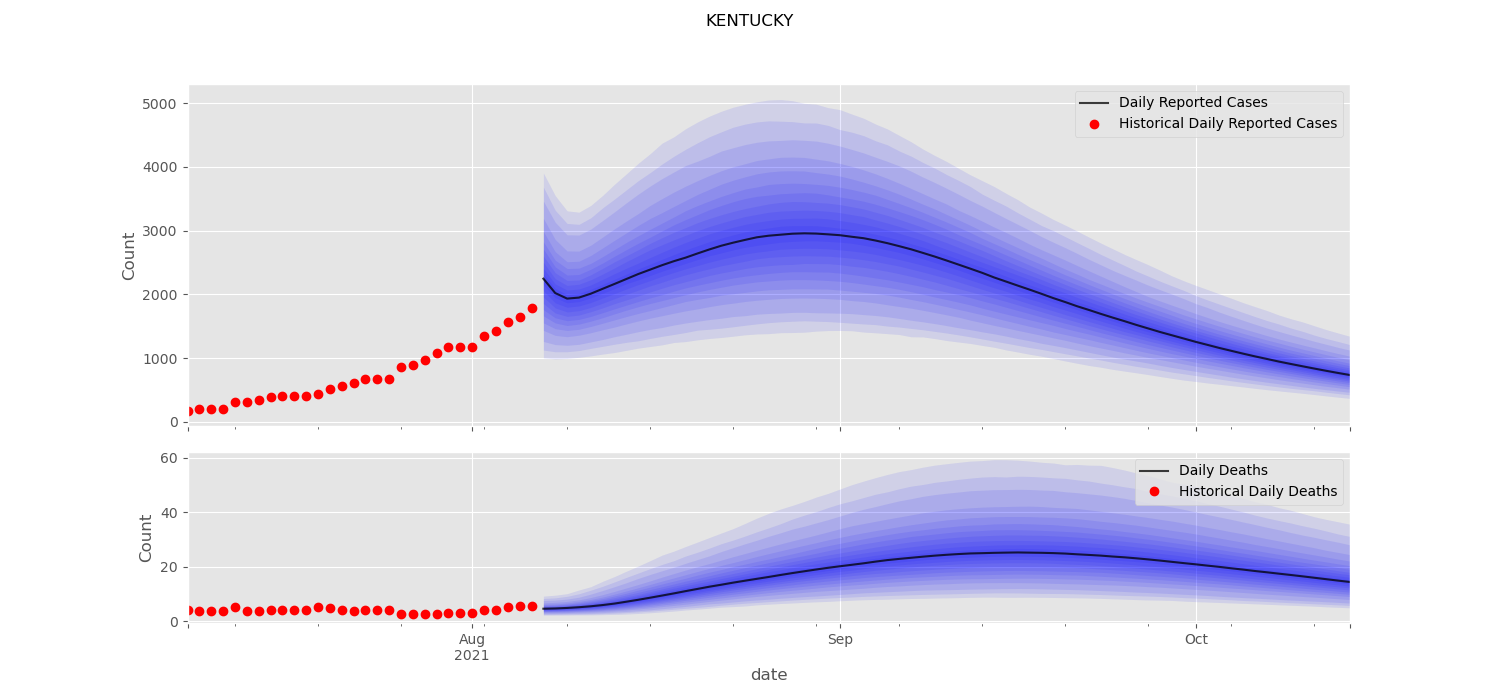 KENTUCKY
5000
4000
3000
2000
1000
0
Count
Daily Reported Cases
Historical Daily Reported Cases
60
40
20
0
Count
Daily Deaths
Historical Daily Deaths
Aug
2021
Sep
Oct
date